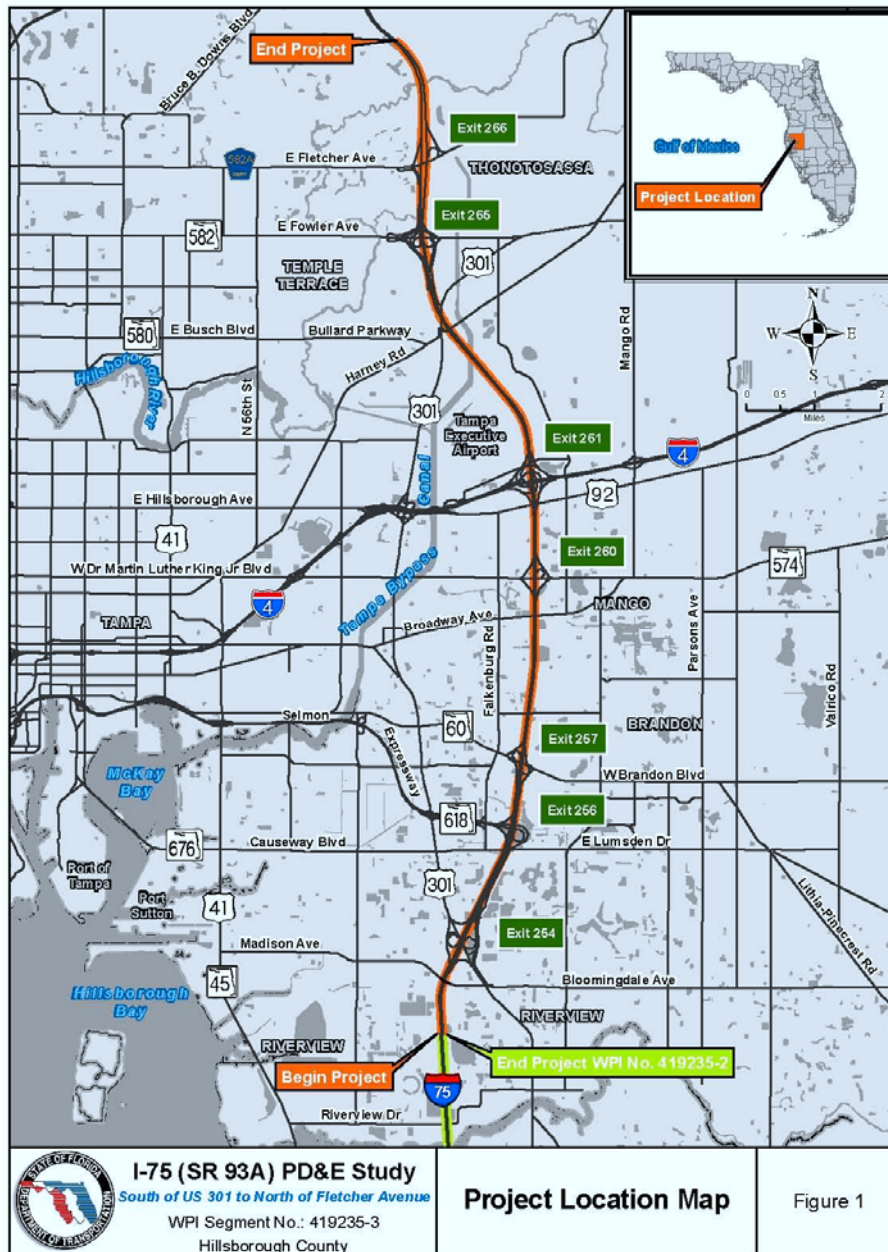 End Project
Bruce B. Downs Blvd
Exit 266
582A
E Fletcher Ave
THONOTOSASSA
Gulf of Mexico
Project Location
Exit 265
582
E Fowler Ave
301
TEMPLE
TERRACE
Mango Rd
N
W
E
S
580
E Busch Blvd
Bullard Parkway
Harney Rd
Hillsborough
River
N 56th St
0
0.5
1
2
Miles
301
Tampa
Executive
Airport
Exit 261
4
Canal
92
E Hillsborough Ave
41
Exit 260
W Dr Martin Luther King Jr Blvd
574
4
Tampa Bypass
MANGO
TAMPA
Broadway Ave
Falkenburg Rd
Parsons Ave
Valrico Rd
Selmon
60
BRANDON
Expressway
Exit 257
McKay
Bay
W Brandon Blvd
Exit 256
618
676
Causeway Blvd
E Lumsden Dr
Port of
Tampa
301
Port
Sutton
41
Lithia-Pinecrest Rd
Exit 254
Madison Ave
45
Bloomingdale Ave
Hillsborough
Bay
RIVERVIEW
RIVERVIEW
End Project WPI No. 419235-2
Begin Project
75
Riverview Dr
STATE OF FLORIDA
DEPARTMENT OF TRANSPORTATION
I-75 (SR 93A) PD&E Study
South of US 301 to North of Fletcher Avenue
WPI Segment No.: 419235-3
Hillsborough County
Project Location Map
Figure 1